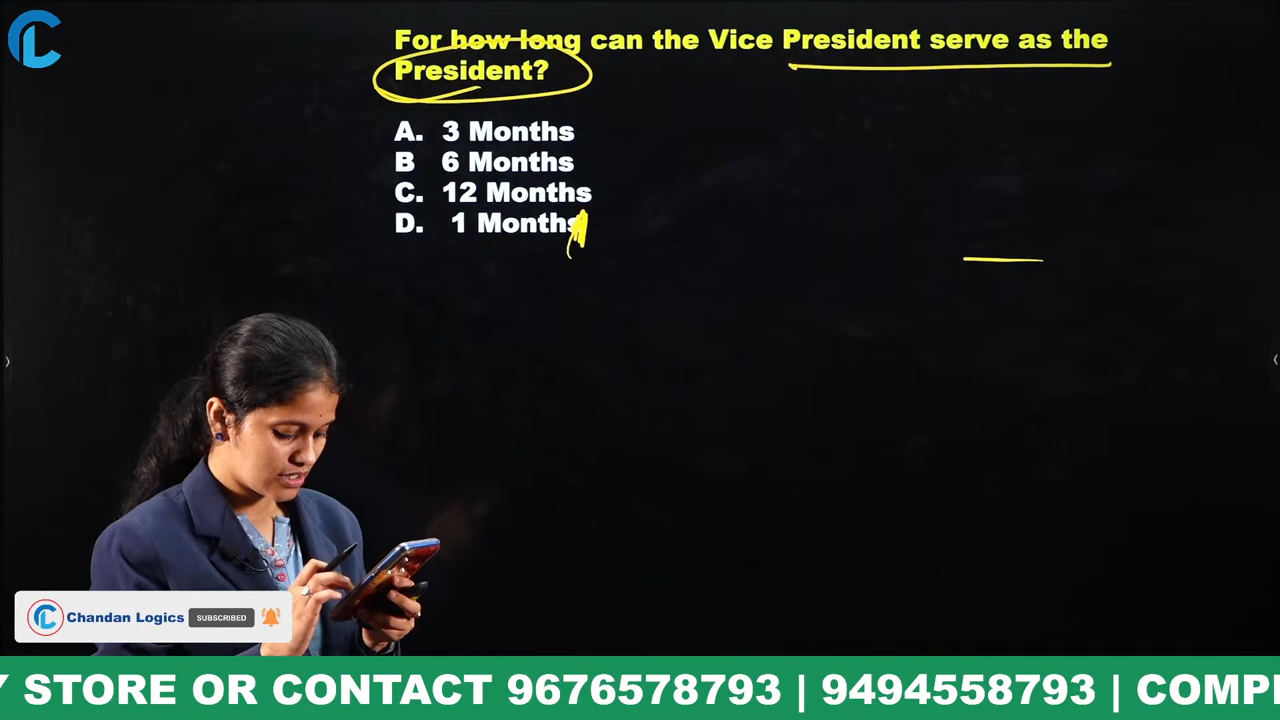 For how long can the Vice President serve as the
President?
A. 3 Months
B 6 Months
C. 12 Months
D. 1 Months
Chandan Logics SUBSCRIBED
Y STORE OR CONTACT 9676578793 | 9494558793 | COMPL